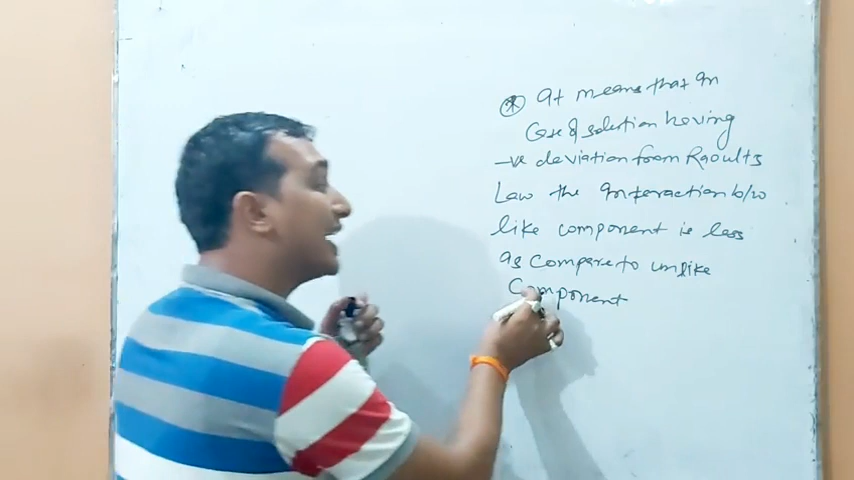 * It means that In
Case of solution having
-ve deviation from Raoults
Law the Interaction b/w
like component is less
as compare to unlike
Component